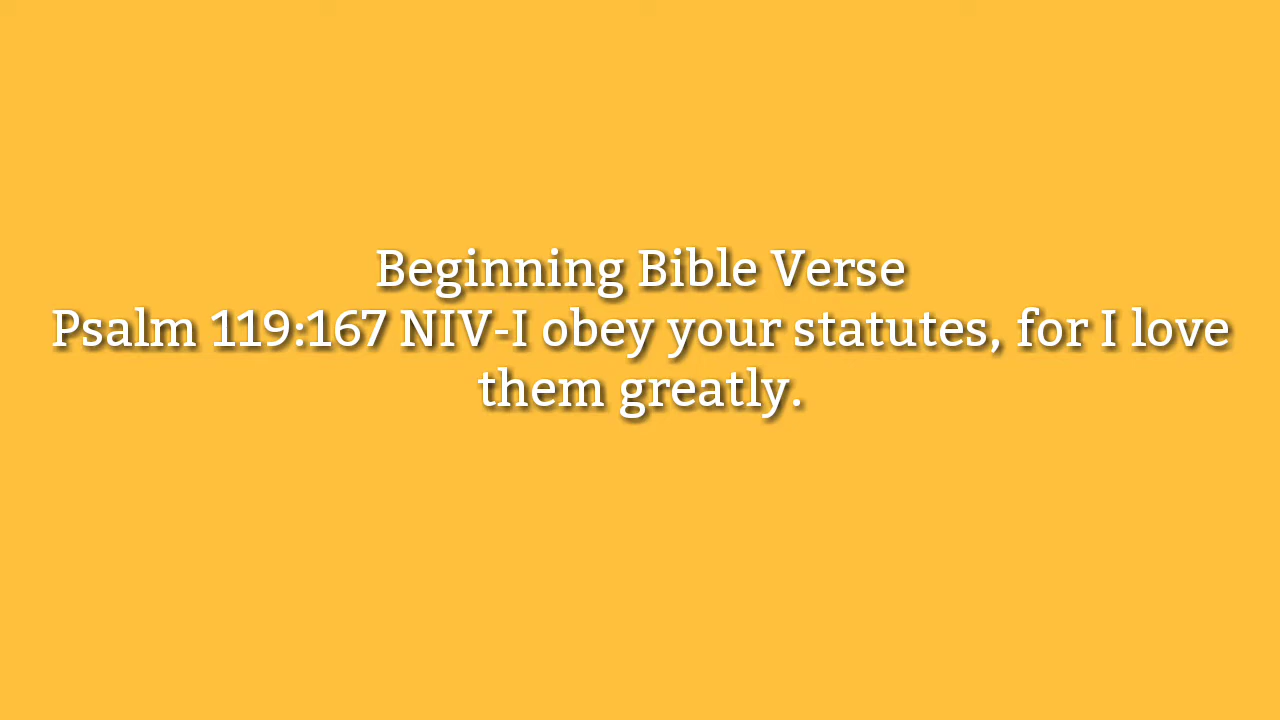 Beginning Bible Verse
Psalm 119:167 NIV-I obey your statutes, for I love
them greatly.